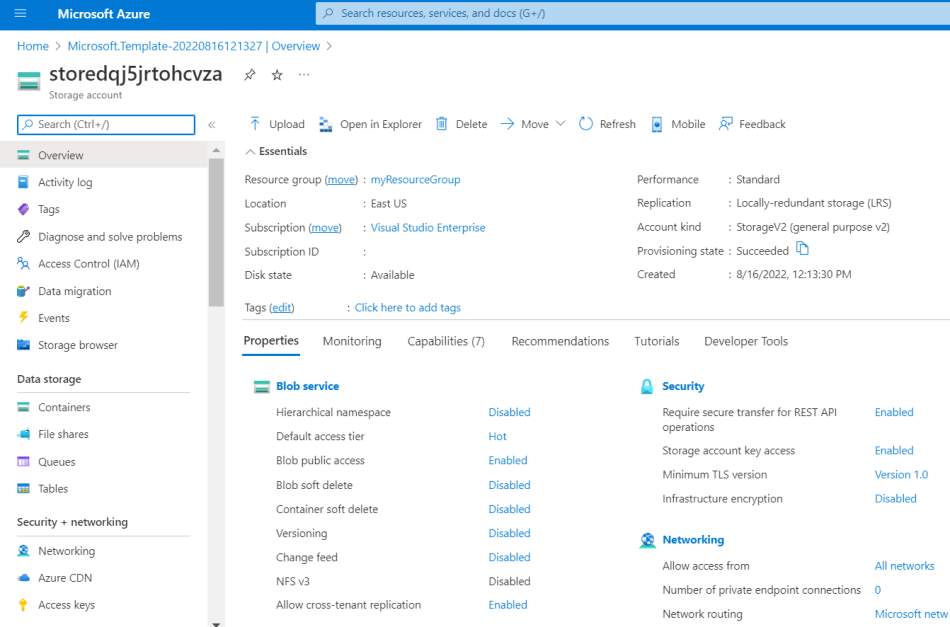 Microsoft Azure
Search resources, services, and docs (G+/)
Home > Microsoft.Template-20220816121327 | Overview >
storedqj5jrtohcvza
Storage account
Search (Ctrl+/)
«
Overview
Activity log
Tags
Diagnose and solve problems
Access Control (IAM)
Data migration
Events
Storage browser
Data storage
Containers
File shares
Queues
Tables
Security + networking
Networking
Azure CDN
Access keys
Upload Open in Explorer Delete Move Refresh Mobile Feedback
Essentials
Resource group (move) : myResourceGroup
Location : East US
Subscription (move) : Visual Studio Enterprise
Subscription ID :
Disk state : Available
Tags (edit) : Click here to add tags
Performance : Standard
Replication : Locally-redundant storage (LRS)
Account kind : StorageV2 (general purpose v2)
Provisioning state : Succeeded
Created : 8/16/2022, 12:13:30 PM
Properties Monitoring Capabilities (7) Recommendations Tutorials Developer Tools
Blob service
Hierarchical namespace Disabled
Default access tier Hot
Blob public access Enabled
Blob soft delete Disabled
Container soft delete Disabled
Versioning Disabled
Change feed Disabled
NFS v3 Disabled
Allow cross-tenant replication Enabled
Security
Require secure transfer for REST API Enabled
operations
Storage account key access Enabled
Minimum TLS version Version 1.0
Infrastructure encryption Disabled
Networking
Allow access from All networks
Number of private endpoint connections 0
Network routing Microsoft netw